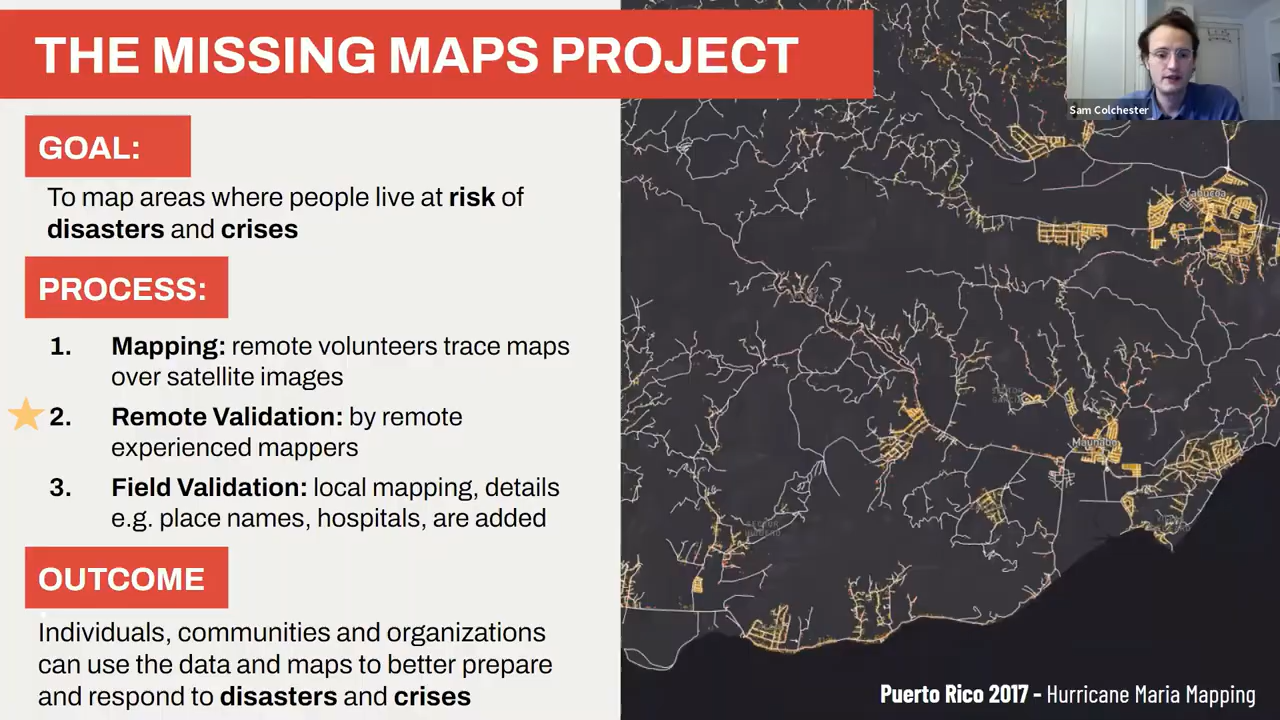 THE MISSING MAPS PROJECT
Sam Colchester
GOAL:
To map areas where people live at risk of
disasters and crises
PROCESS:
1. Mapping: remote volunteers trace maps
over satellite images
2. Remote Validation: by remote
experienced mappers
3. Field Validation: local mapping, details
e.g. place names, hospitals, are added
OUTCOME
Individuals, communities and organizations
can use the data and maps to better prepare
and respond to disasters and crises
Yabucoa
Maunabo
Puerto Rico 2017 - Hurricane Maria Mapping